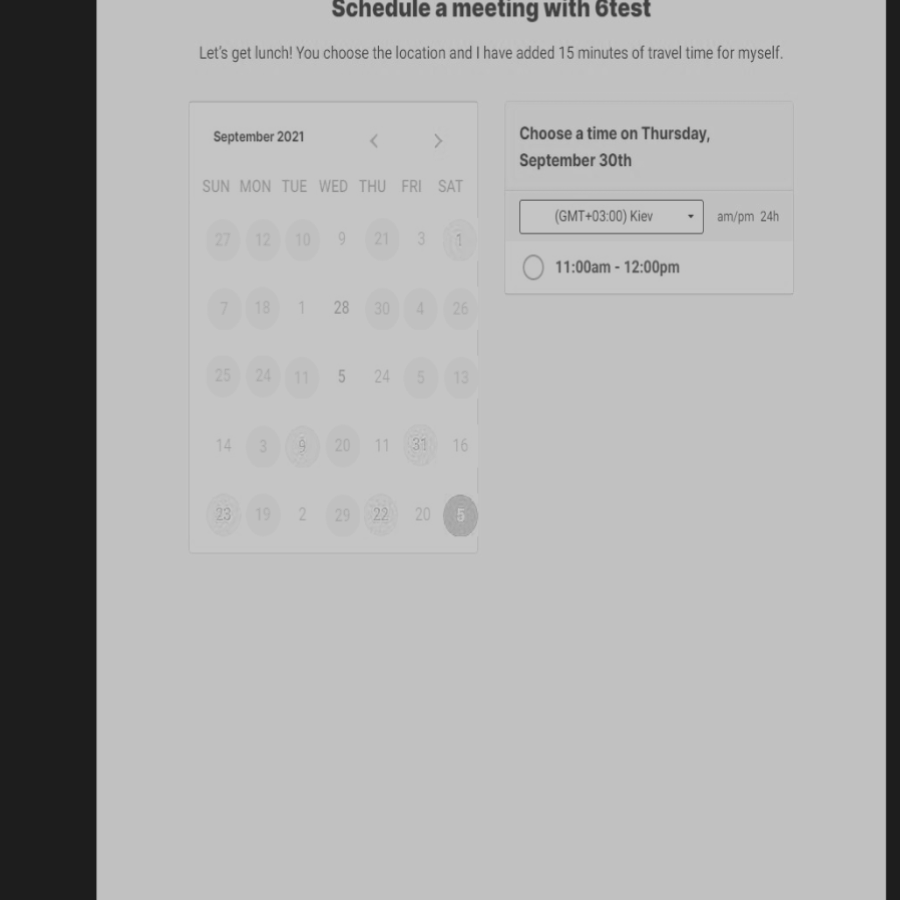 Schedule a meeting with 6test
Let's get lunch! You choose the location and I have added 15 minutes of travel time for myself.
September 2021
SUN MON TUE WED THU FRI SAT
27 12 10 9 21 3 1
7 18 1 28 30 4 26
25 24 11 5 24 5 13
14 3 9 20 11 31 16
23 19 2 29 22 20 5
Choose a time on Thursday,
September 30th
(GMT+03:00) Kiev am/pm 24h
11:00am - 12:00pm